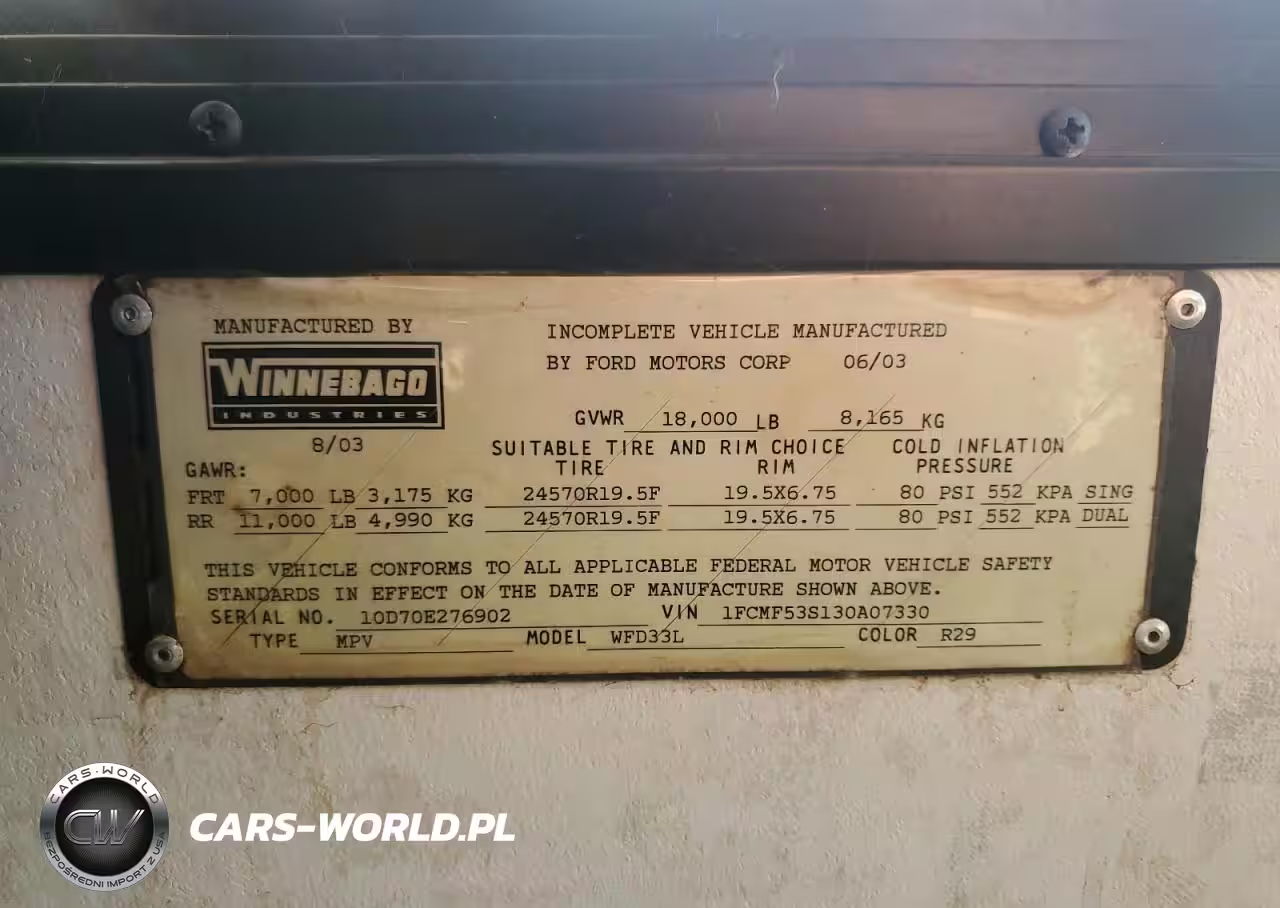 MANUFACTURED BY
WINNEBAGO
INDUSTRIES
8/03
INCOMPLETE VEHICLE MANUFACTURED
BY FORD MOTORS CORP 06/03
GVWR 18,000 LB 8,165 KG
SUITABLE TIRE AND RIM CHOICE COLD INFLATION
GAWR: TIRE RIM PRESSURE
FRT 7,000 LB 3,175 KG 24570R19.5F 19.5X6.75 80 PSI 552 KPA SING
RR 11,000 LB 4,990 KG 24570R19.5F 19.5X6.75 80 PSI 552 KPA DUAL
THIS VEHICLE CONFORMS TO ALL APPLICABLE FEDERAL MOTOR VEHICLE SAFETY
STANDARDS IN EFFECT ON THE DATE OF MANUFACTURE SHOWN ABOVE.
SERIAL NO. 10D70E276902 VIN 1FCMF53S130A07330
TYPE MPV MODEL WFD33L COLOR R29
CARS-WORLD
CW
BEZPOŚREDNI IMPORT Z USA
CARS-WORLD.PL